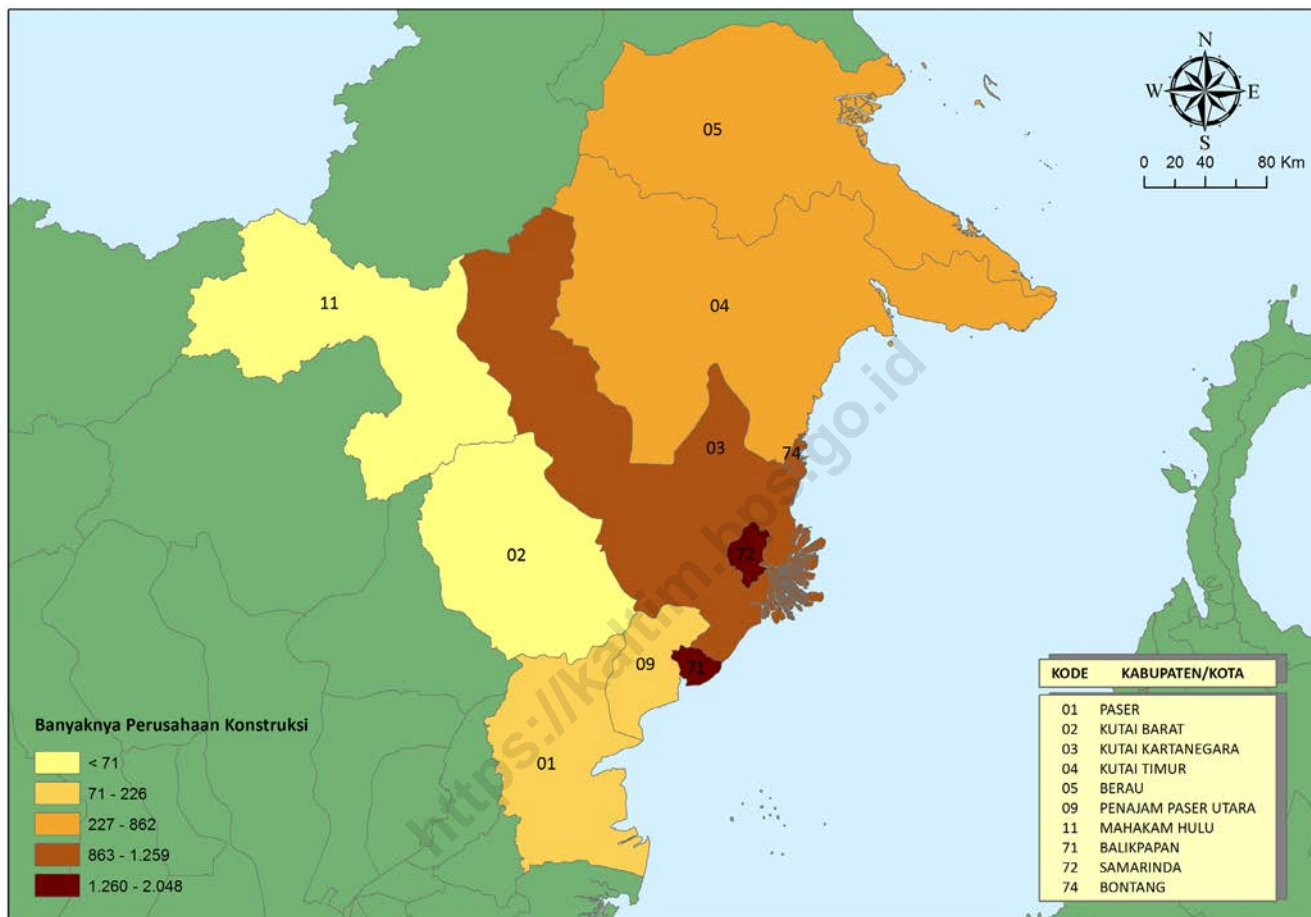 N
W E
S
0 20 40 80 Km
05
11
04
03
74
02
72
09
71
01
https://kaltim.bps.go.id
Banyaknya Perusahaan Konstruksi
< 71
71 - 226
227 - 862
863 - 1.259
1.260 - 2.048
KODE KABUPATEN/KOTA
01 PASER
02 KUTAI BARAT
03 KUTAI KARTANEGARA
04 KUTAI TIMUR
05 BERAU
09 PENAJAM PASER UTARA
11 MAHAKAM HULU
71 BALIKPAPAN
72 SAMARINDA
74 BONTANG